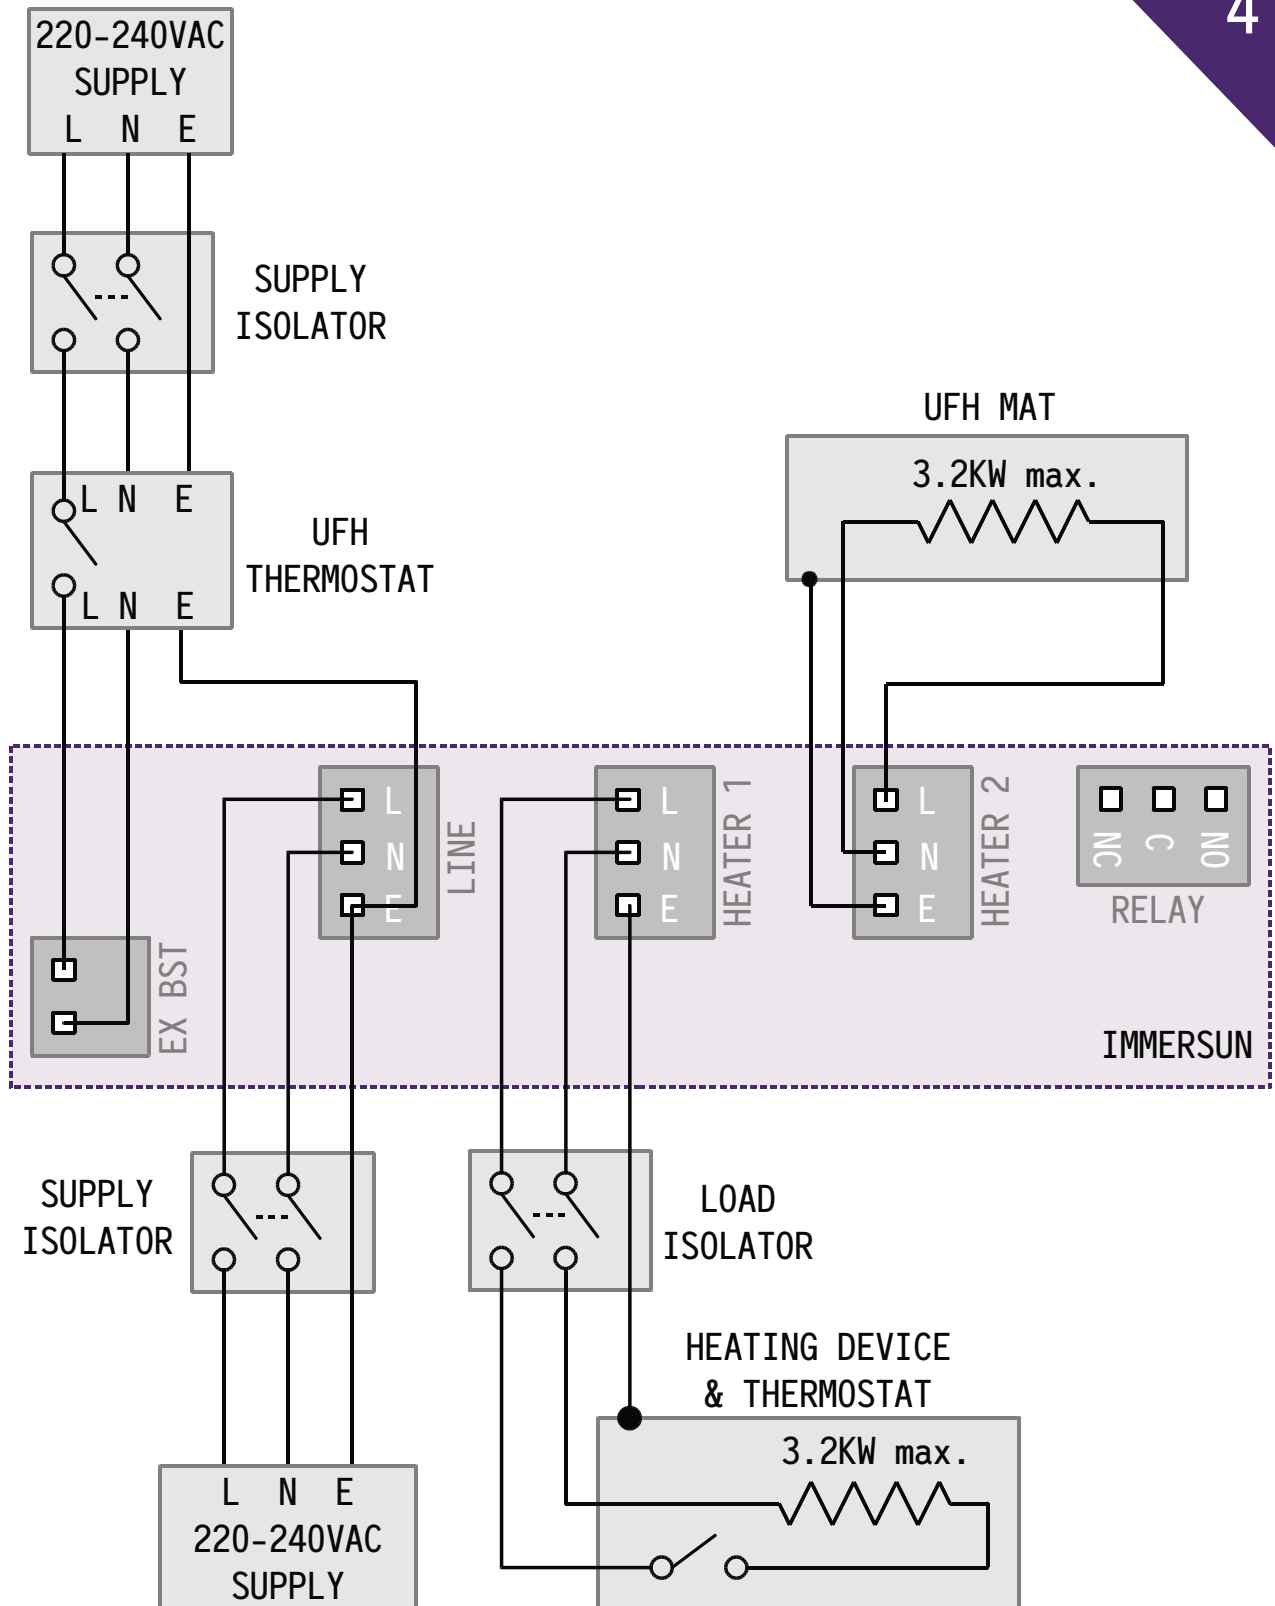 4
220-240VAC
SUPPLY
L N E
SUPPLY
ISOLATOR
UFH MAT
3.2KW max.
L N E
UFH
THERMOSTAT
L N E
L
N
E
LINE
L
N
E
HEATER 1
L
N
E
HEATER 2
NC C NO
RELAY
EX BST
IMMERSUN
SUPPLY
ISOLATOR
LOAD
ISOLATOR
HEATING DEVICE
& THERMOSTAT
3.2KW max.
L N E
220-240VAC
SUPPLY